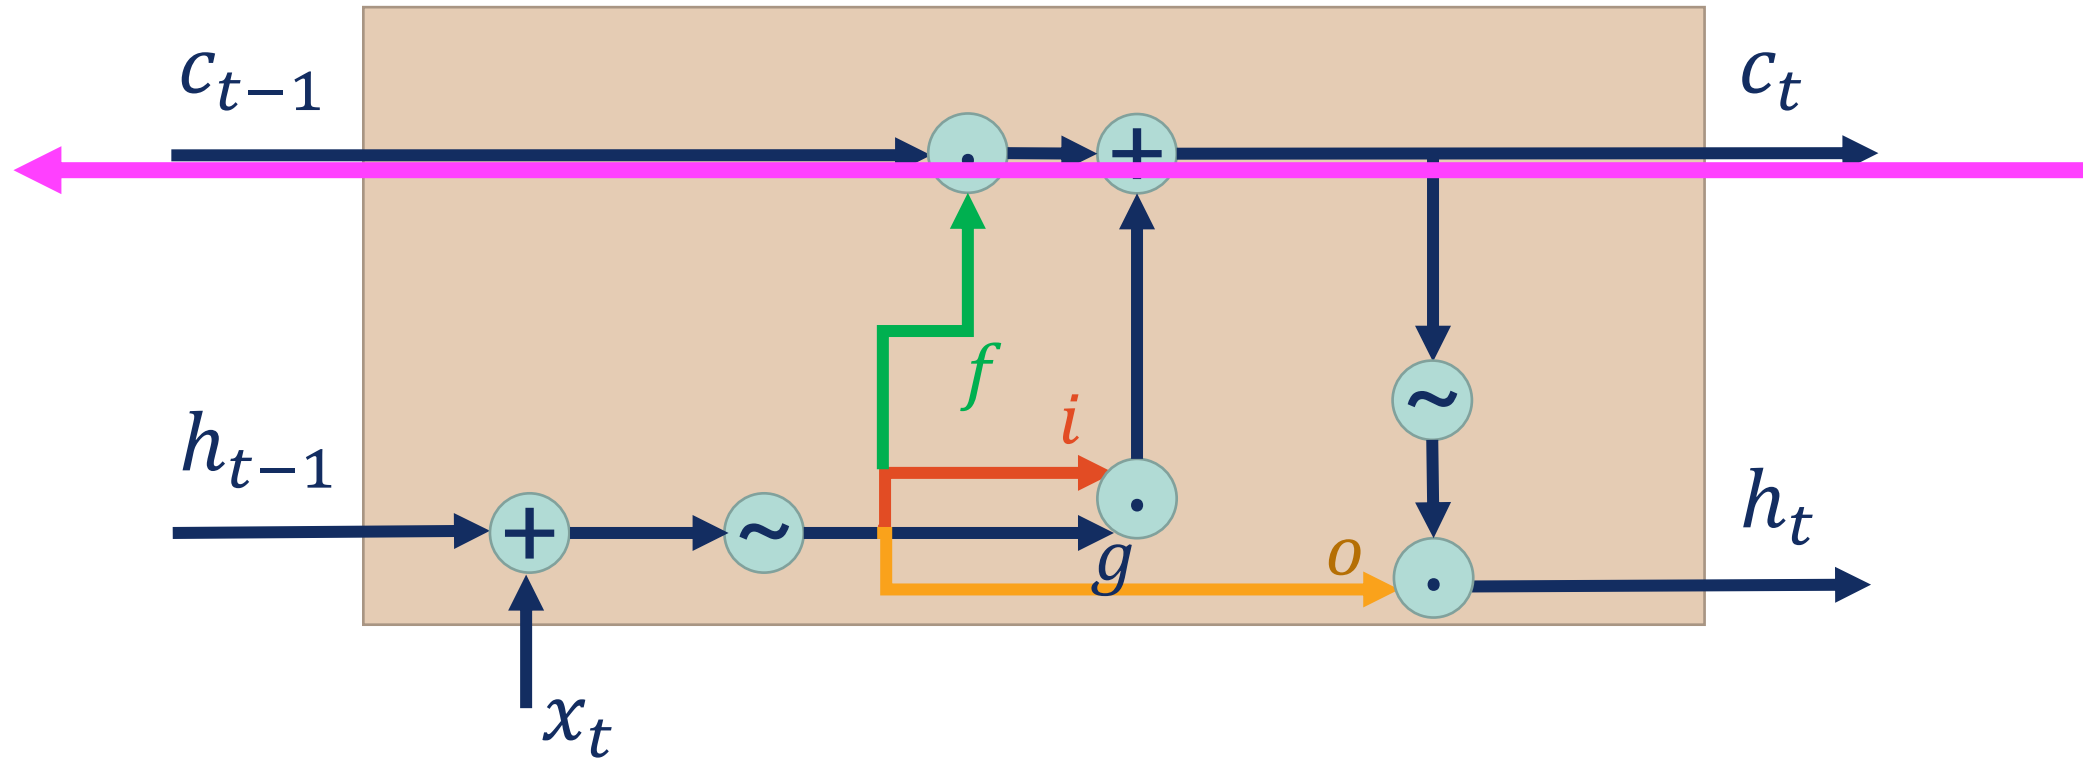 c_{t-1}
c_t
. +
f
i
~
h_{t-1}
h_t
+ ~ .
g
o
.
x_t